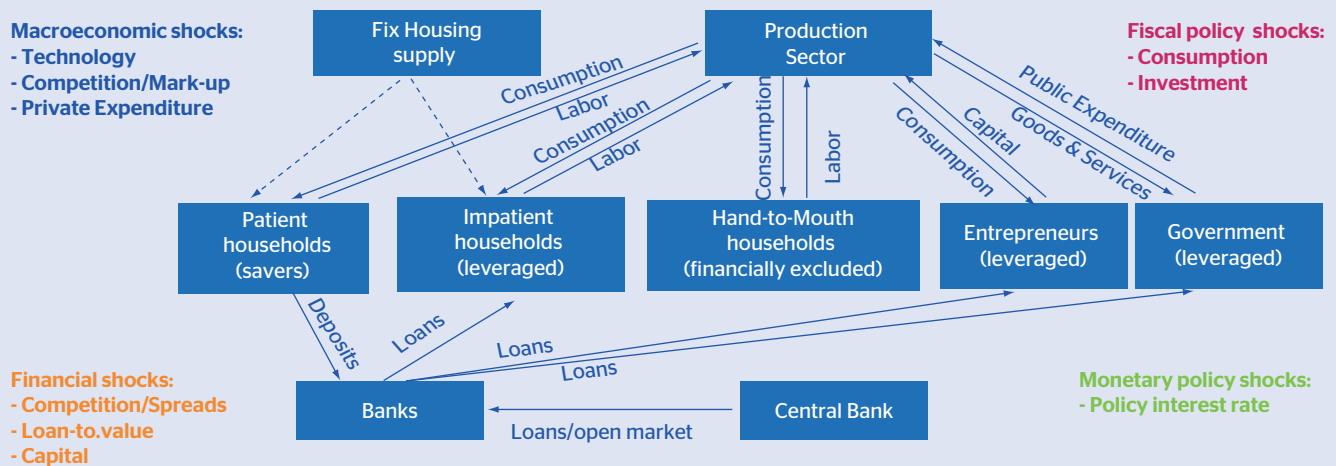 Macroeconomic shocks:
- Technology
- Competition/Mark-up
- Private Expenditure
Fix Housing
supply
Production
Sector
Fiscal policy shocks:
- Consumption
- Investment
Consumption
Labor
Consumption
Labor
Consumption
Labor
Consumption
Capital
Public Expenditure
Goods & Services
Patient
households
(savers)
Impatient
households
(leveraged)
Hand-to-Mouth
households
(financially excluded)
Entrepreneurs
(leveraged)
Government
(leveraged)
Deposits
Loans
Loans
Loans
Financial shocks:
- Competition/Spreads
- Loan-to.value
- Capital
Banks
Loans/open market
Central Bank
Monetary policy shocks:
- Policy interest rate